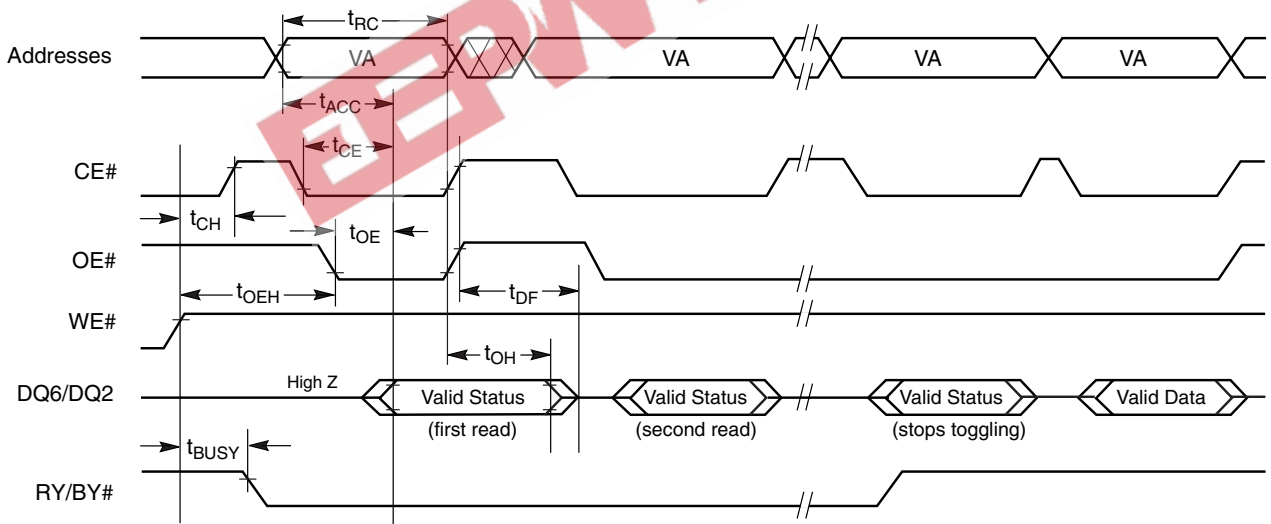 tRC
Addresses VA VA VA VA
tACC
tCE
CE#
tCH
tOE
OE#
tOEH
tDF
WE#
tOH
DQ6/DQ2 High Z Valid Status Valid Status Valid Status Valid Data
(first read) (second read) (stops toggling)
tBUSY
RY/BY#